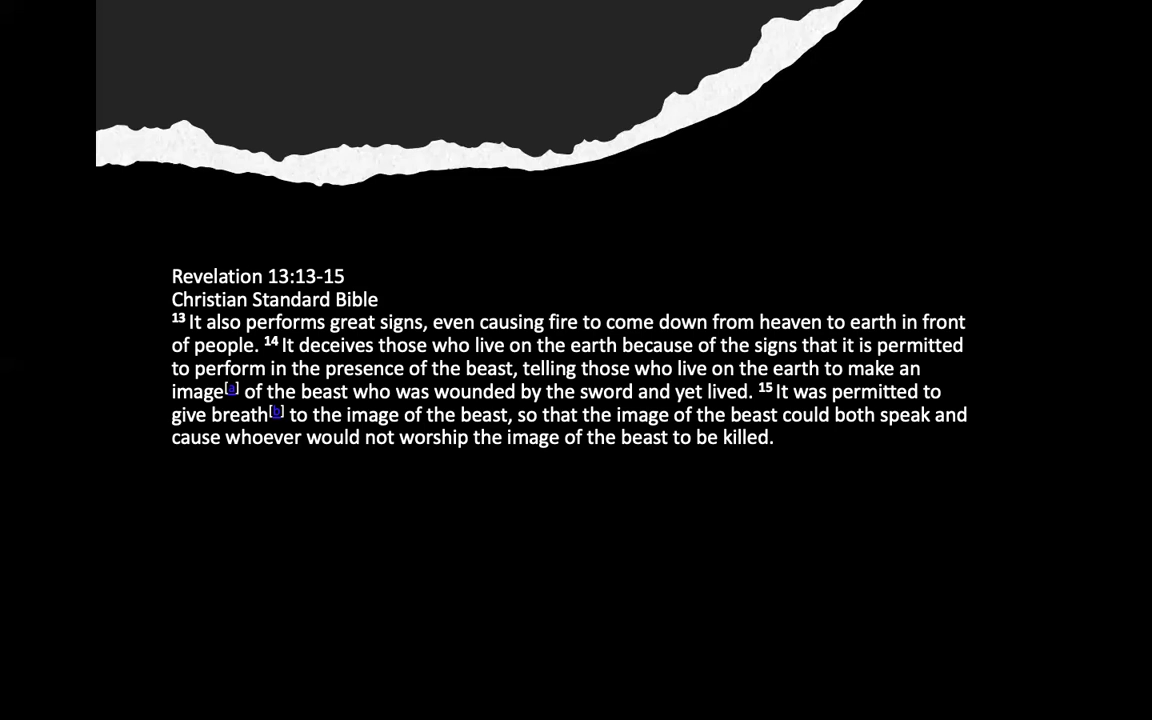 Revelation 13:13-15
Christian Standard Bible
13 It also performs great signs, even causing fire to come down from heaven to earth in front
of people. 14 It deceives those who live on the earth because of the signs that it is permitted
to perform in the presence of the beast, telling those who live on the earth to make an
image[a] of the beast who was wounded by the sword and yet lived. 15 It was permitted to
give breath[b] to the image of the beast, so that the image of the beast could both speak and
cause whoever would not worship the image of the beast to be killed.